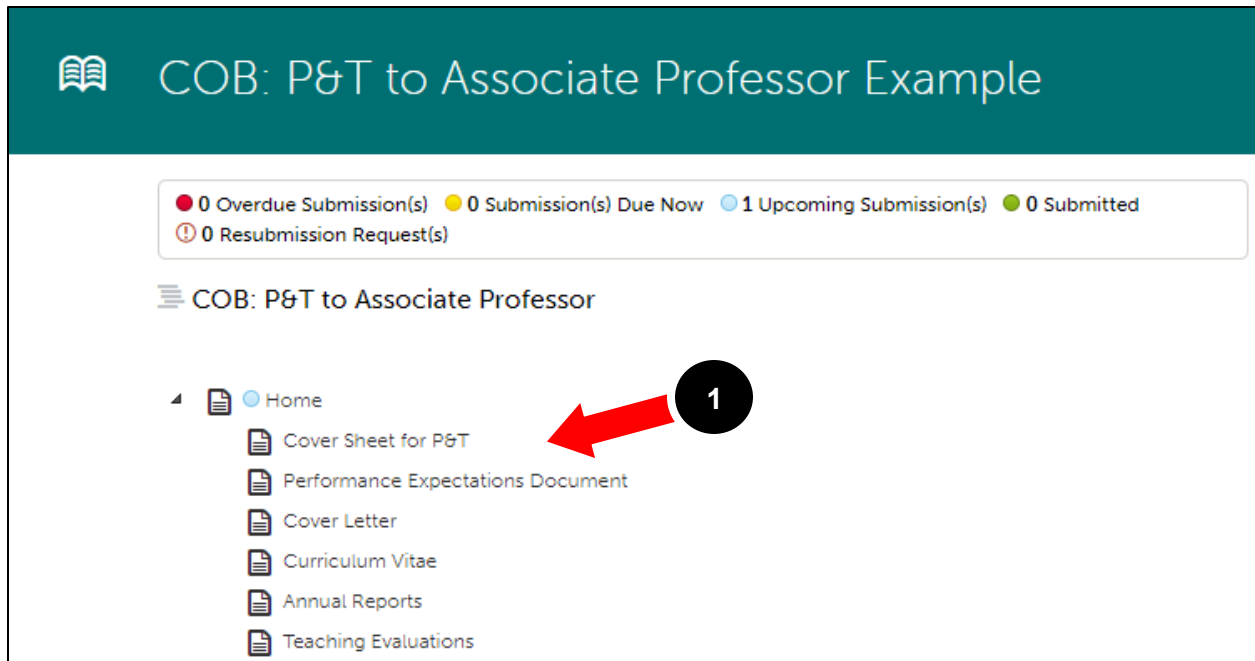 COB: P&T to Associate Professor Example
0 Overdue Submission(s) 0 Submission(s) Due Now 1 Upcoming Submission(s) 0 Submitted
0 Resubmission Request(s)
COB: P&T to Associate Professor
Home
1
Cover Sheet for P&T
Performance Expectations Document
Cover Letter
Curriculum Vitae
Annual Reports
Teaching Evaluations